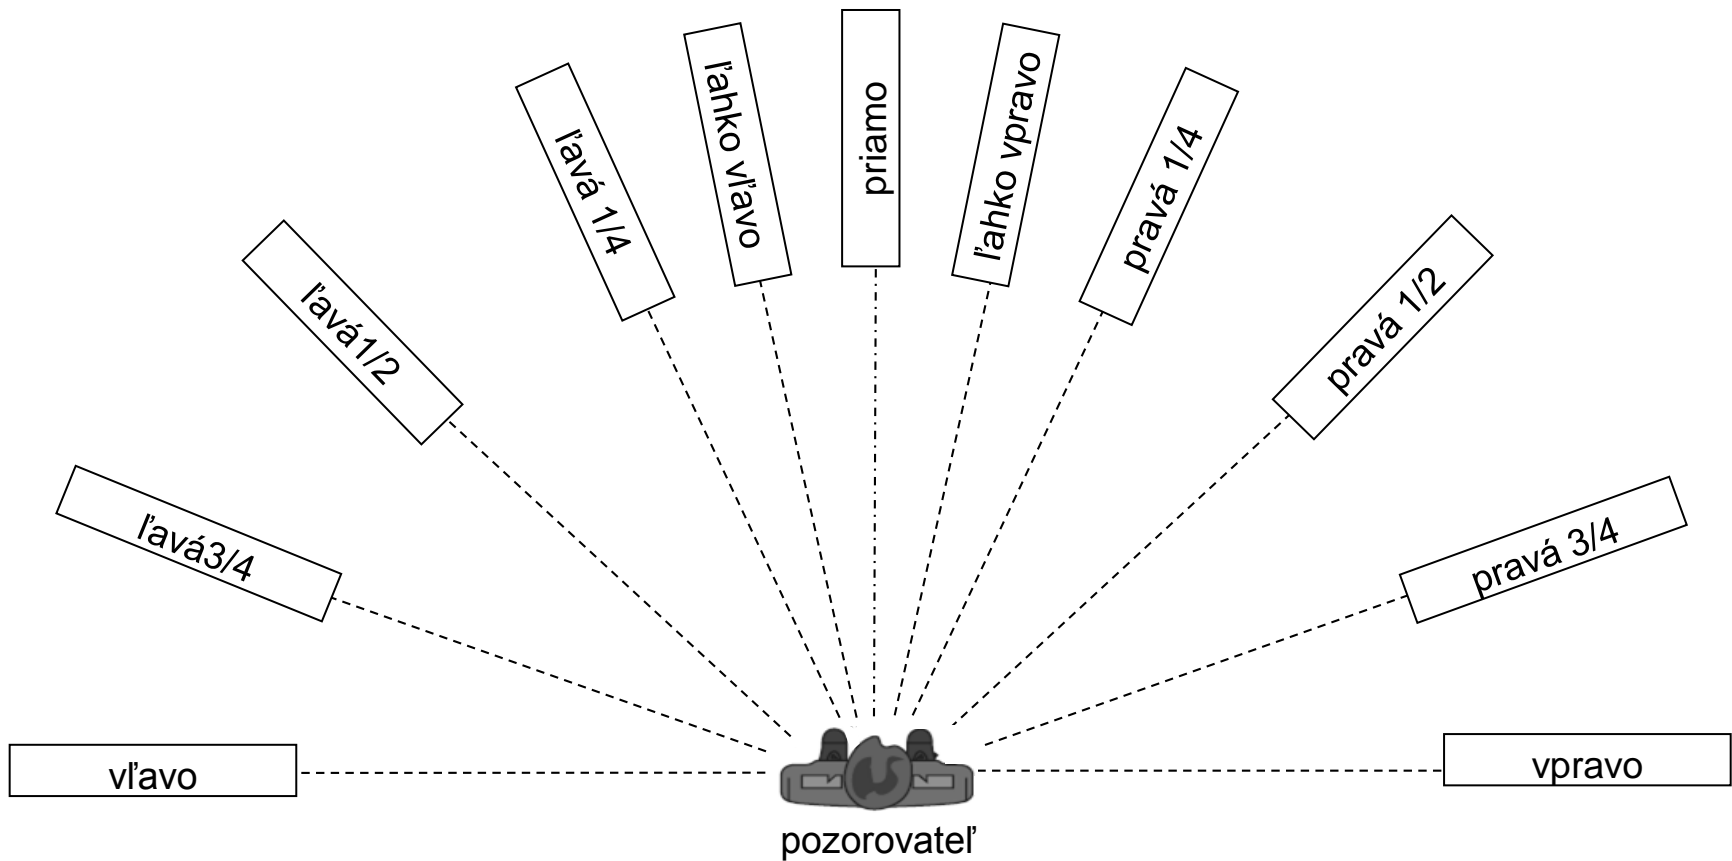 vľavo
ľavá3/4
ľavá1/2
ľavá 1/4
ľahko vľavo
priamo
ľahko vpravo
pravá 1/4
pravá 1/2
pravá 3/4
vpravo
pozorovateľ